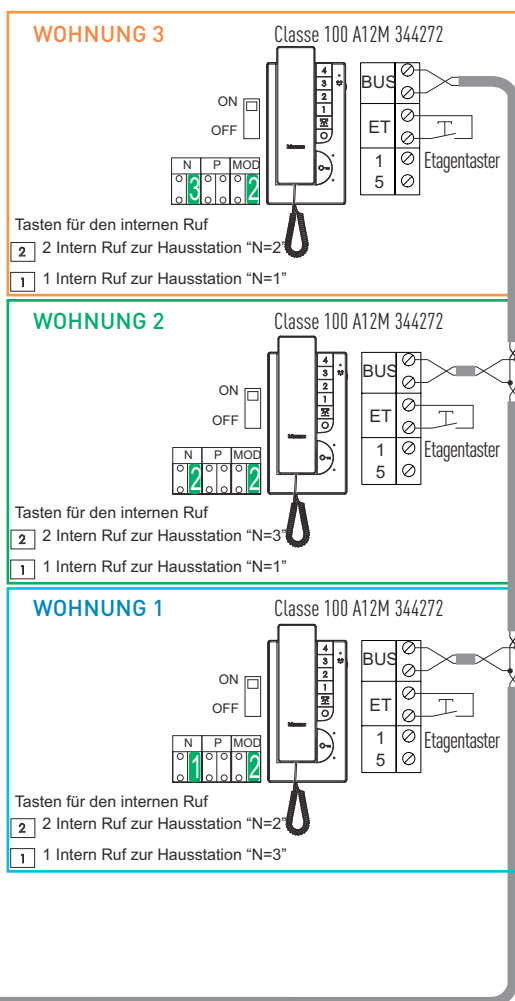 WOHNUNG 3
Classe 100 A12M 344272
4
3
2
1
ON
OFF
BUS
ET
1
5
Etagentaster
N P MOD
3 2
Tasten für den internen Ruf
2 2 Intern Ruf zur Hausstation “N=2”
1 1 Intern Ruf zur Hausstation “N=1”
WOHNUNG 2
Classe 100 A12M 344272
4
3
2
1
ON
OFF
BUS
ET
1
5
Etagentaster
N P MOD
2 2
Tasten für den internen Ruf
2 2 Intern Ruf zur Hausstation “N=3”
1 1 Intern Ruf zur Hausstation “N=1”
WOHNUNG 1
Classe 100 A12M 344272
4
3
2
1
ON
OFF
BUS
ET
1
5
Etagentaster
N P MOD
1 2
Tasten für den internen Ruf
2 2 Intern Ruf zur Hausstation “N=2”
1 1 Intern Ruf zur Hausstation “N=3”